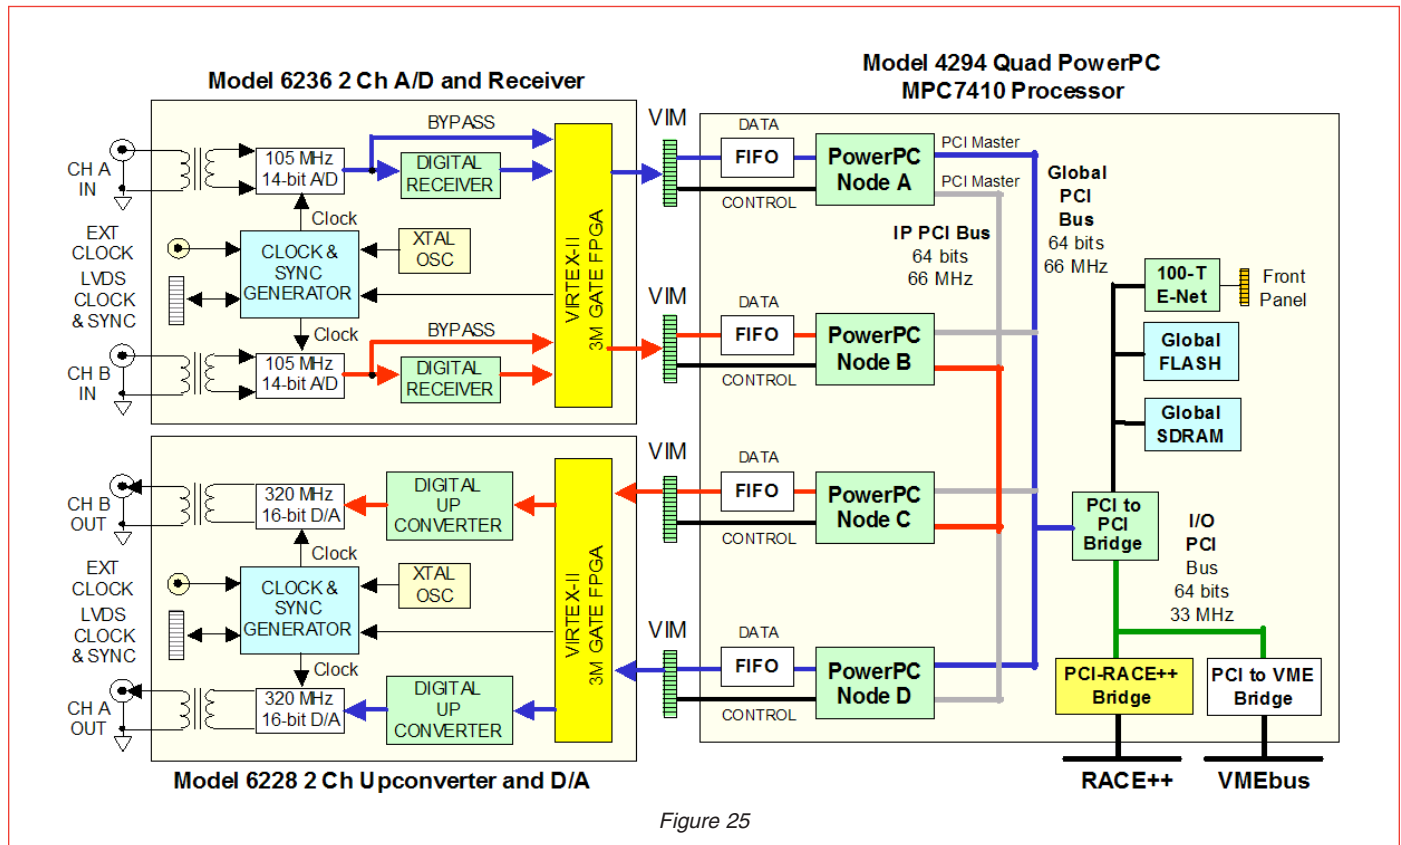 Model 6236 2 Ch A/D and Receiver
Model 4294 Quad PowerPC
MPC7410 Processor
CH A
IN
105 MHz
14-bit A/D
BYPASS
DIGITAL
RECEIVER
Clock
EXT
CLOCK
LVDS
CLOCK
& SYNC
CLOCK &
SYNC
GENERATOR
XTAL
OSC
Clock
CH B
IN
105 MHz
14-bit A/D
BYPASS
DIGITAL
RECEIVER
VIRTEX-II
3M GATE FPGA
VIM
DATA
FIFO
CONTROL
PowerPC
Node A
PCI Master
PCI Master
VIM
DATA
FIFO
CONTROL
PowerPC
Node B
IP PCI Bus
64 bits
66 MHz
Global
PCI
Bus
64 bits
66 MHz
100-T
E-Net
Front
Panel
Global
FLASH
Global
SDRAM
CH B
OUT
320 MHz
16-bit D/A
DIGITAL
UP
CONVERTER
Clock
EXT
CLOCK
LVDS
CLOCK
& SYNC
CLOCK &
SYNC
GENERATOR
XTAL
OSC
Clock
CH A
OUT
320 MHz
16-bit D/A
DIGITAL
UP
CONVERTER
VIRTEX-II
3M GATE FPGA
VIM
DATA
FIFO
CONTROL
PowerPC
Node C
VIM
DATA
FIFO
CONTROL
PowerPC
Node D
PCI to
PCI
Bridge
I/O
PCI
Bus
64 bits
33 MHz
PCI-RACE++
Bridge
PCI to VME
Bridge
RACE++
VMEbus
Model 6228 2 Ch Upconverter and D/A
Figure 25